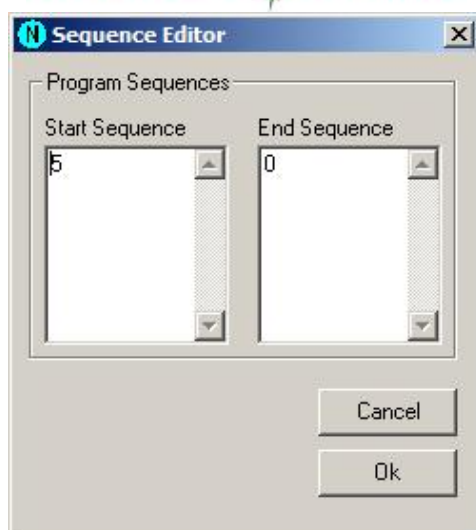 N Sequence Editor
Program Sequences
Start Sequence End Sequence
5 0
Cancel
Ok